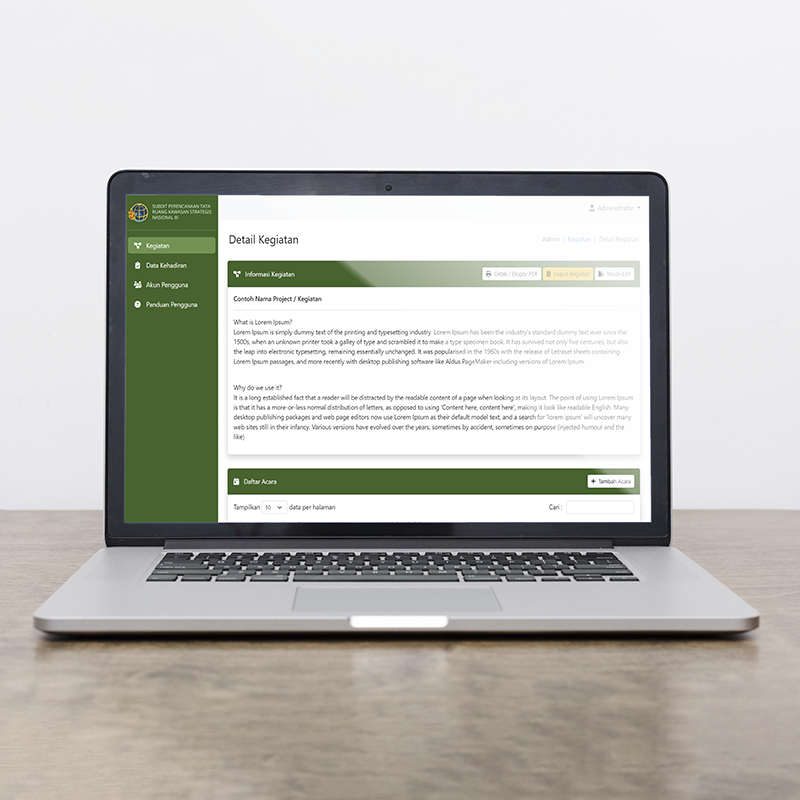 SUBDIT PERENCANAAN TATA
RUANG KAWASAN STRATEGIS
NASIONAL III
Administrator
Kegiatan
Data Kehadiran
Akun Pengguna
Panduan Pengguna
Detail Kegiatan
Admin / Kegiatan / Detail Kegiatan
Informasi Kegiatan
Cetak / Ekspor PDF
Hapus Kegiatan
Mode Edit
Contoh Nama Project / Kegiatan
What is Lorem Ipsum?
Lorem Ipsum is simply dummy text of the printing and typesetting industry. Lorem Ipsum has been the industry's standard dummy text ever since the
1500s, when an unknown printer took a galley of type and scrambled it to make a type specimen book. It has survived not only five centuries, but also
the leap into electronic typesetting, remaining essentially unchanged. It was popularised in the 1960s with the release of Letraset sheets containing
Lorem Ipsum passages, and more recently with desktop publishing software like Aldus PageMaker including versions of Lorem Ipsum.
Why do we use it?
It is a long established fact that a reader will be distracted by the readable content of a page when looking at its layout. The point of using Lorem Ipsum
is that it has a more-or-less normal distribution of letters, as opposed to using 'Content here, content here', making it look like readable English. Many
desktop publishing packages and web page editors now use Lorem Ipsum as their default model text, and a search for 'lorem ipsum' will uncover many
web sites still in their infancy. Various versions have evolved over the years, sometimes by accident, sometimes on purpose (injected humour and the
like)
Daftar Acara
+ Tambah Acara
Tampilkan 10 data per halaman
Cari :